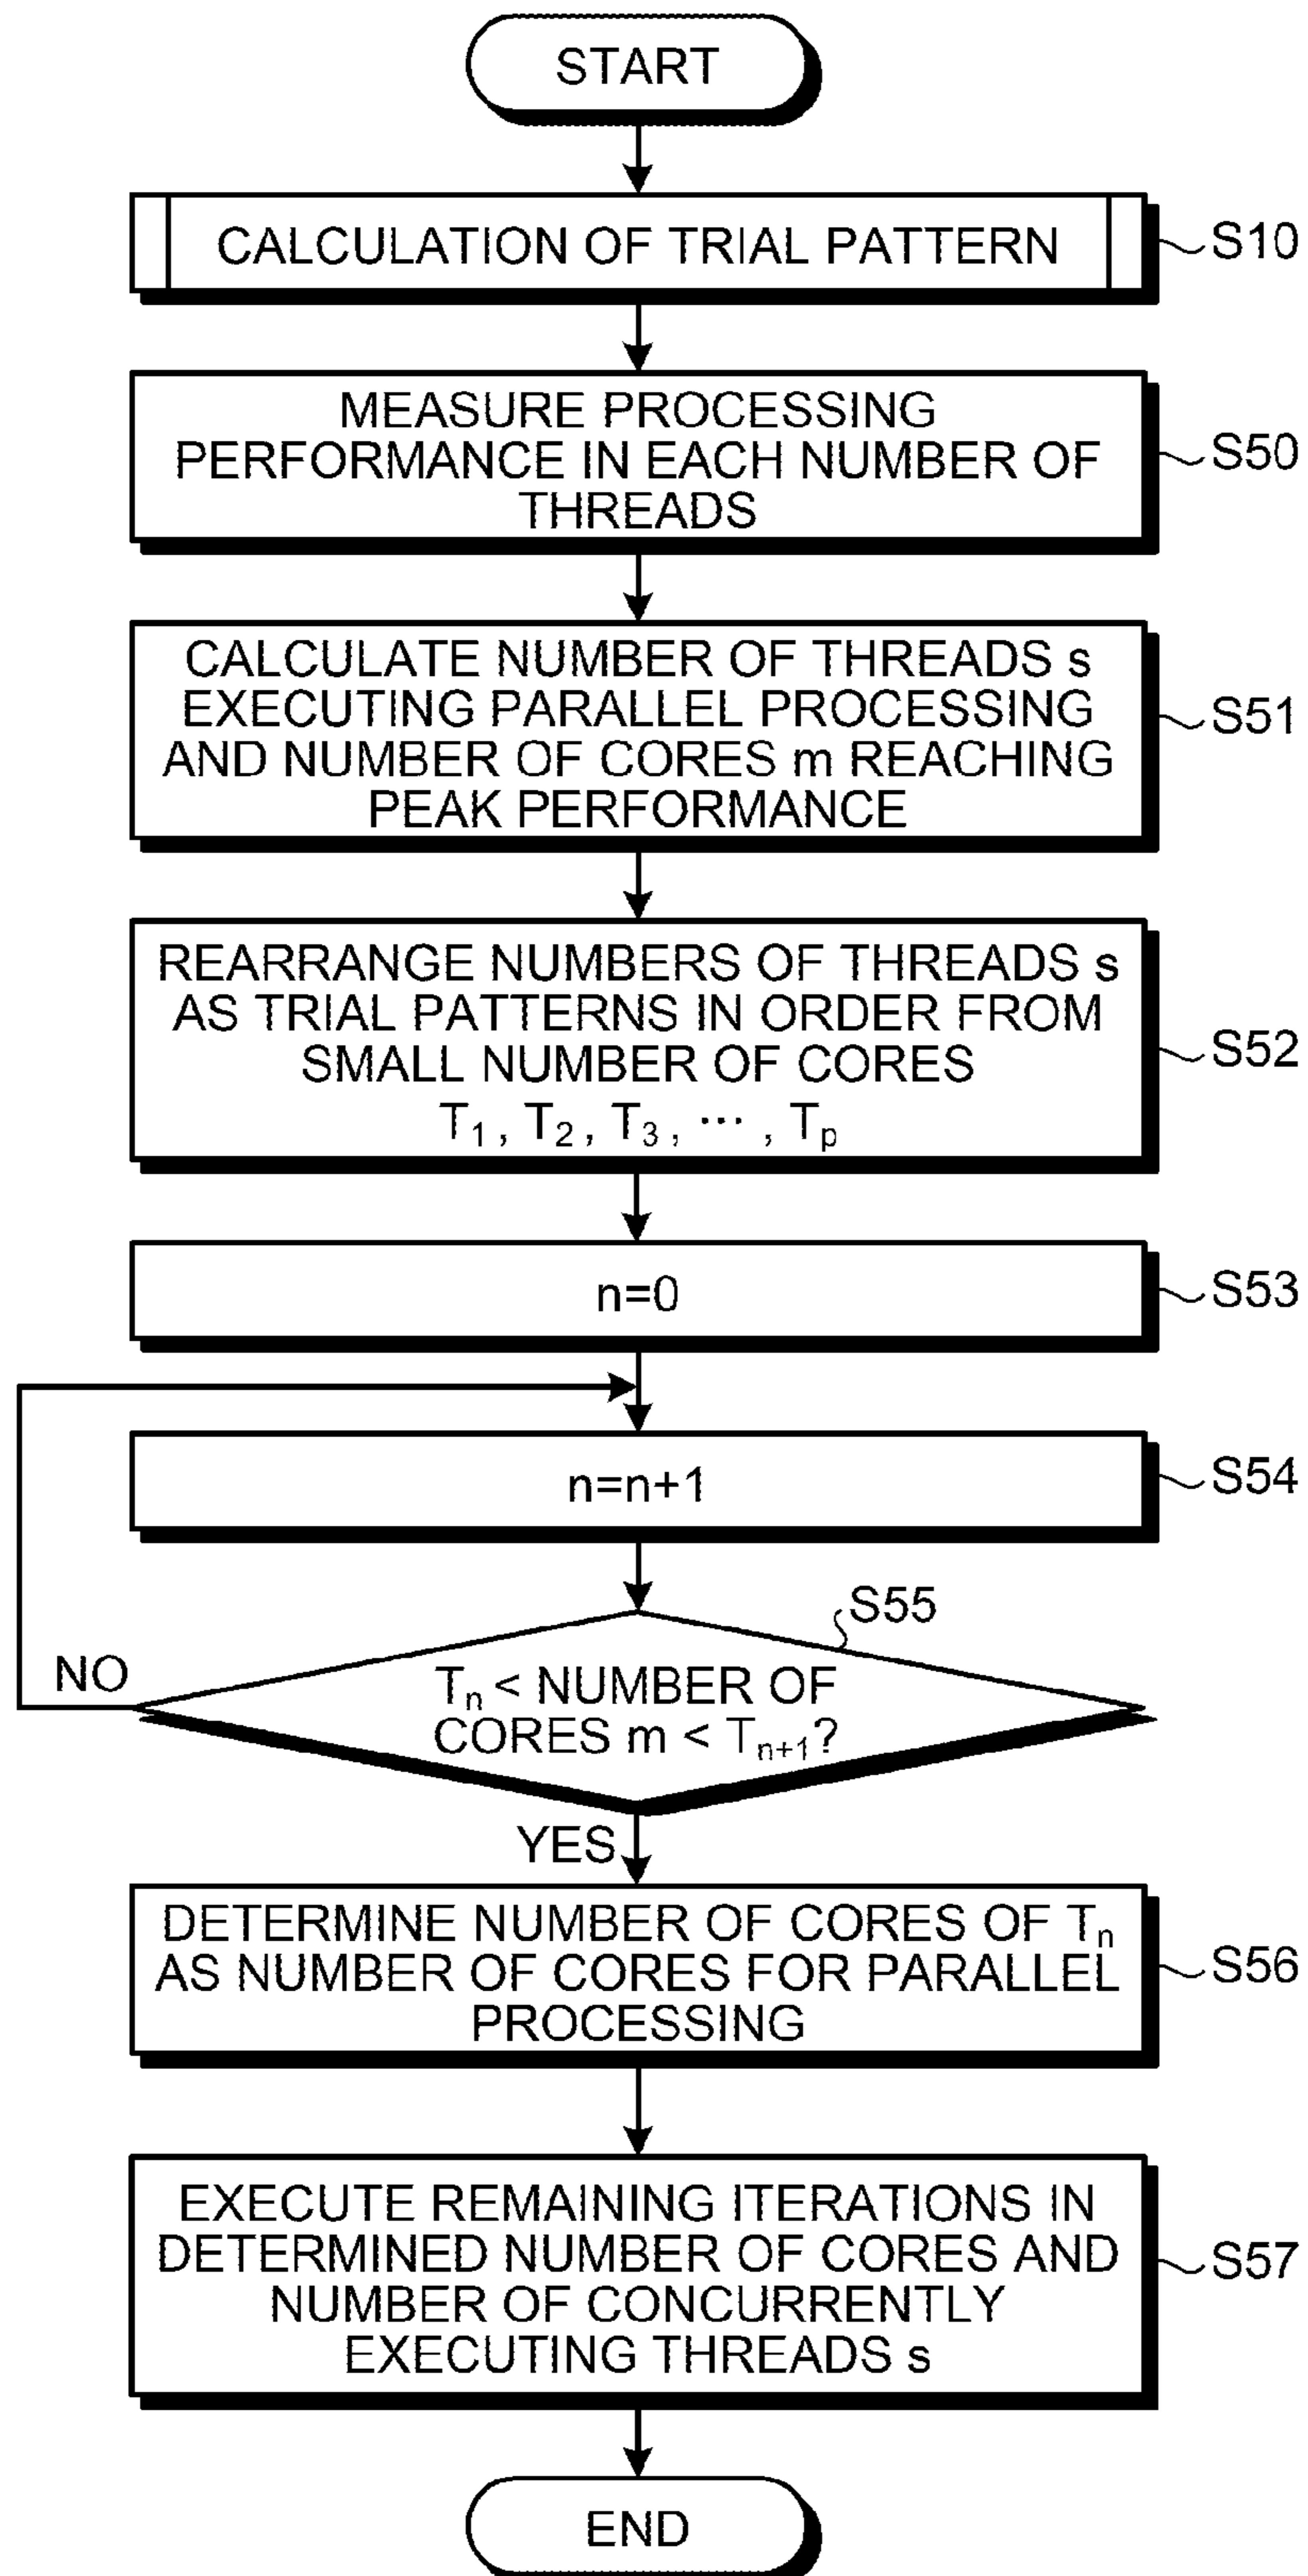 START
CALCULATION OF TRIAL PATTERN
S10
MEASURE PROCESSING
PERFORMANCE IN EACH NUMBER OF
THREADS
S50
CALCULATE NUMBER OF THREADS s
EXECUTING PARALLEL PROCESSING
AND NUMBER OF CORES m REACHING
PEAK PERFORMANCE
S51
REARRANGE NUMBERS OF THREADS s
AS TRIAL PATTERNS IN ORDER FROM
SMALL NUMBER OF CORES
T₁ , T₂ , T₃ , ⋯ , Tₚ
S52
n=0
S53
n=n+1
S54
S55
NO
Tₙ < NUMBER OF
CORES m < Tₙ₊₁?
YES
DETERMINE NUMBER OF CORES OF Tₙ
AS NUMBER OF CORES FOR PARALLEL
PROCESSING
S56
EXECUTE REMAINING ITERATIONS IN
DETERMINED NUMBER OF CORES AND
NUMBER OF CONCURRENTLY
EXECUTING THREADS s
S57
END